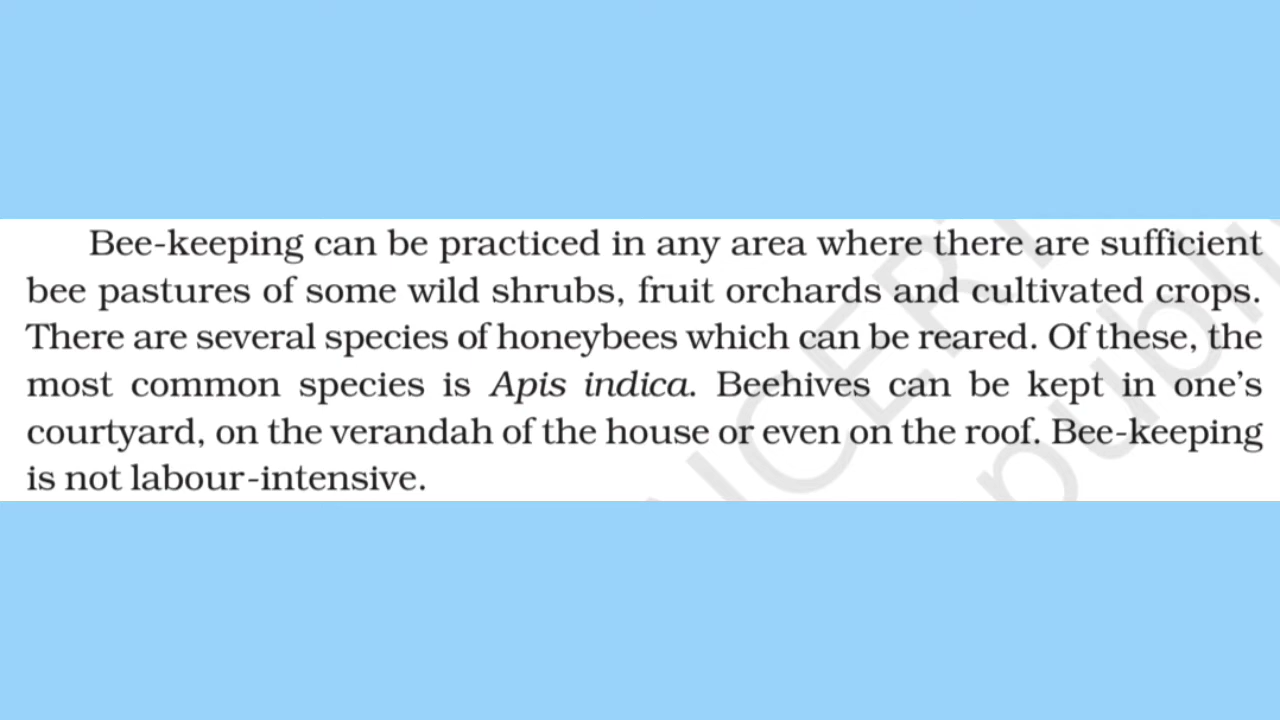 Bee-keeping can be practiced in any area where there are sufficient
bee pastures of some wild shrubs, fruit orchards and cultivated crops.
There are several species of honeybees which can be reared. Of these, the
most common species is Apis indica. Beehives can be kept in one's
courtyard, on the verandah of the house or even on the roof. Bee-keeping
is not labour-intensive.